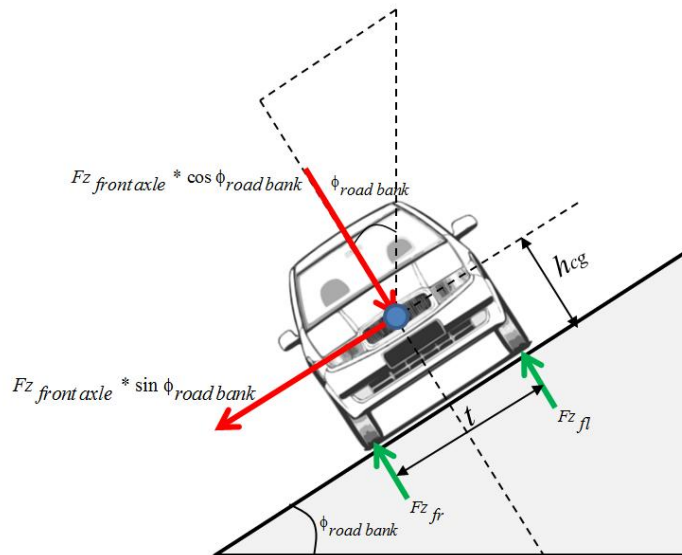 Fz front axle * cos ϕroad bank
ϕroad bank
hcg
Fz front axle * sin ϕroad bank
t
Fz fl
Fz fr
ϕroad bank